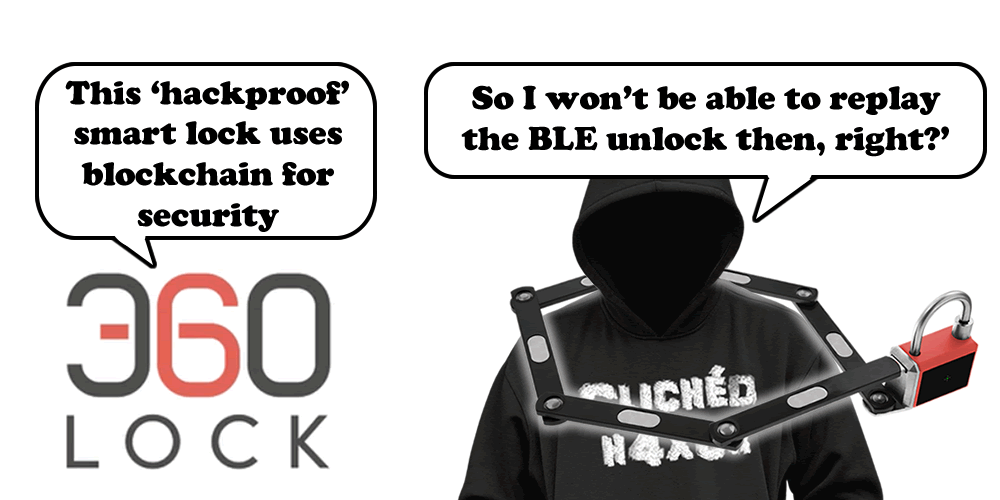 This ‘hackproof’
smart lock uses
blockchain for
security
So I won’t be able to replay
the BLE unlock then, right?’
360
LOCK
CLICHÉD